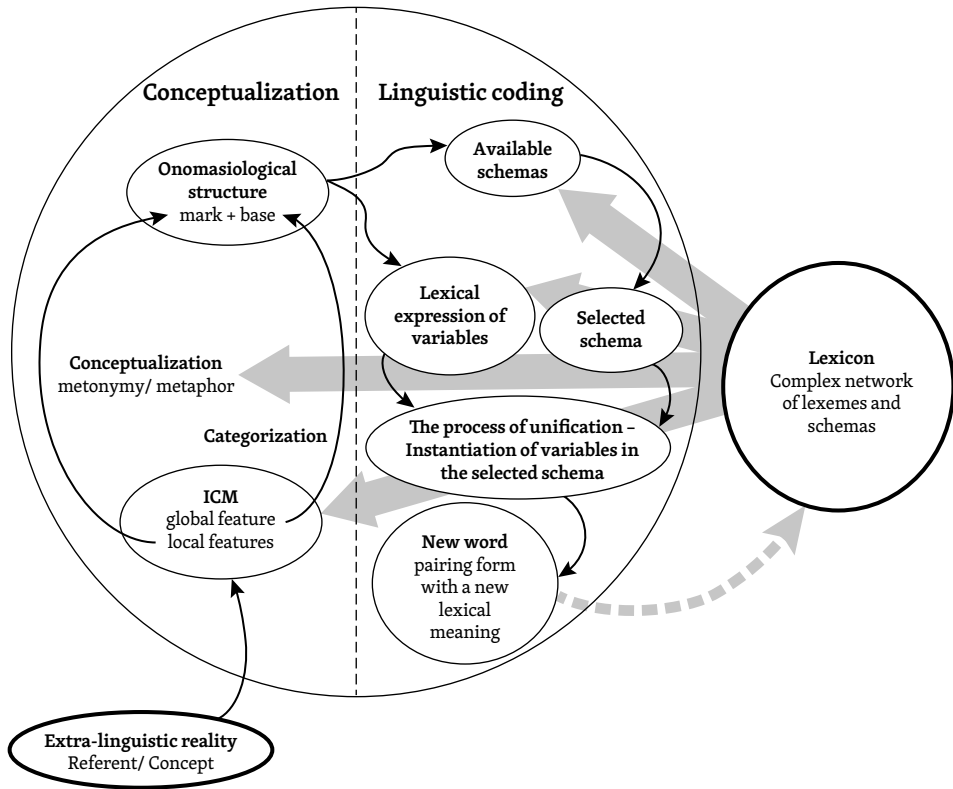 Conceptualization
Linguistic coding
Onomasiological
structure
mark + base
Available
schemas
Lexical
expression of
variables
Selected
schema
Conceptualization
metonymy/ metaphor
Categorization
Lexicon
Complex network
of lexemes and
schemas
The process of unification –
Instantiation of variables in
the selected schema
ICM
global feature
local features
New word
pairing form
with a new
lexical
meaning
Extra-linguistic reality
Referent/ Concept